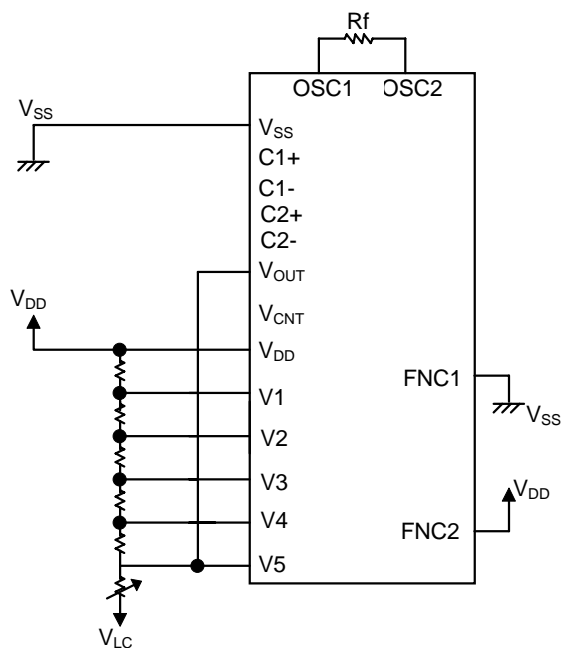 Rf
OSC1 OSC2
VSS
VSS
C1+
C1-
C2+
C2-
VOUT
VDD
VCNT
VDD
FNC1
V1
VSS
V2
V3
VDD
V4
FNC2
V5
VLC